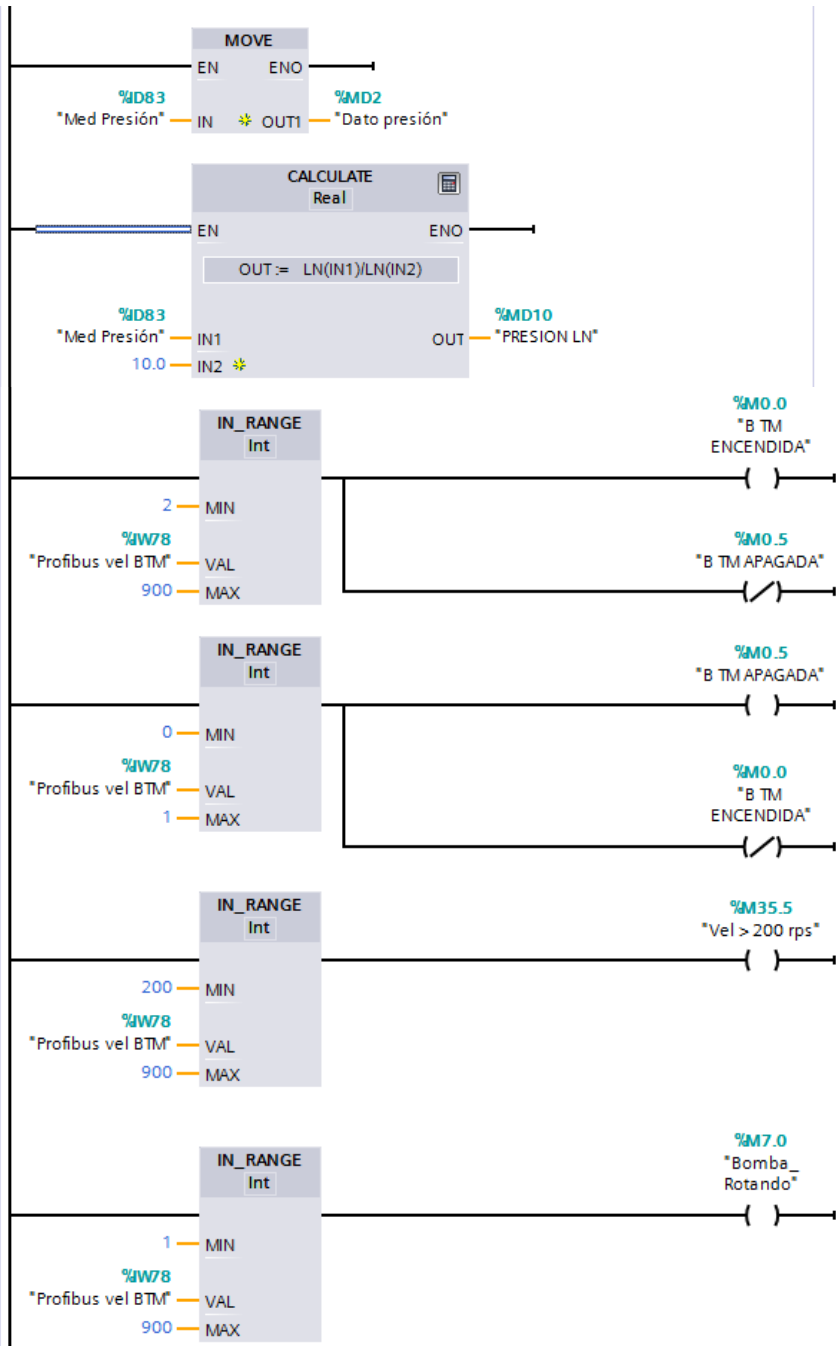 MOVE
EN ENO
%ID83 %MD2
"Med Presión" IN OUT1 "Dato presión"
CALCULATE
Real
EN ENO
OUT := LN(IN1)/LN(IN2)
%ID83 %MD10
"Med Presión" IN1 OUT "PRESION LN"
10.0 IN2
%M0.0
IN_RANGE "B TM
Int ENCENDIDA"
2 MIN
%IW78 %M0.5
"Profibus vel BTM" VAL "B TM APAGADA"
900 MAX
IN_RANGE %M0.5
Int "B TM APAGADA"
0 MIN
%IW78 %M0.0
"Profibus vel BTM" VAL "B TM
1 MAX ENCENDIDA"
IN_RANGE %M35.5
Int "Vel > 200 rps"
200 MIN
%IW78
"Profibus vel BTM" VAL
900 MAX
%M7.0
IN_RANGE "Bomba_
Int Rotando"
1 MIN
%IW78
"Profibus vel BTM" VAL
900 MAX